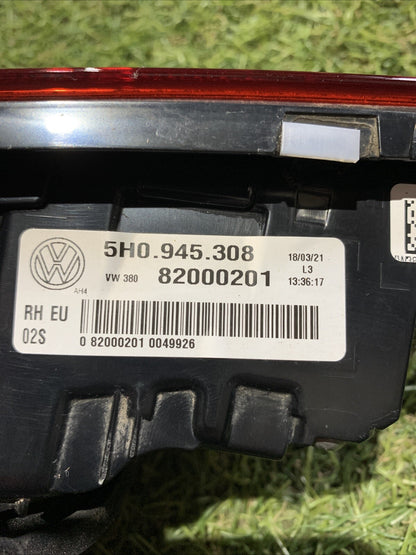 5H0.945.308
18/03/21
L3
VW 380 82000201
13:36:17
AH4
RH EU
02S
0 82000201 0049926